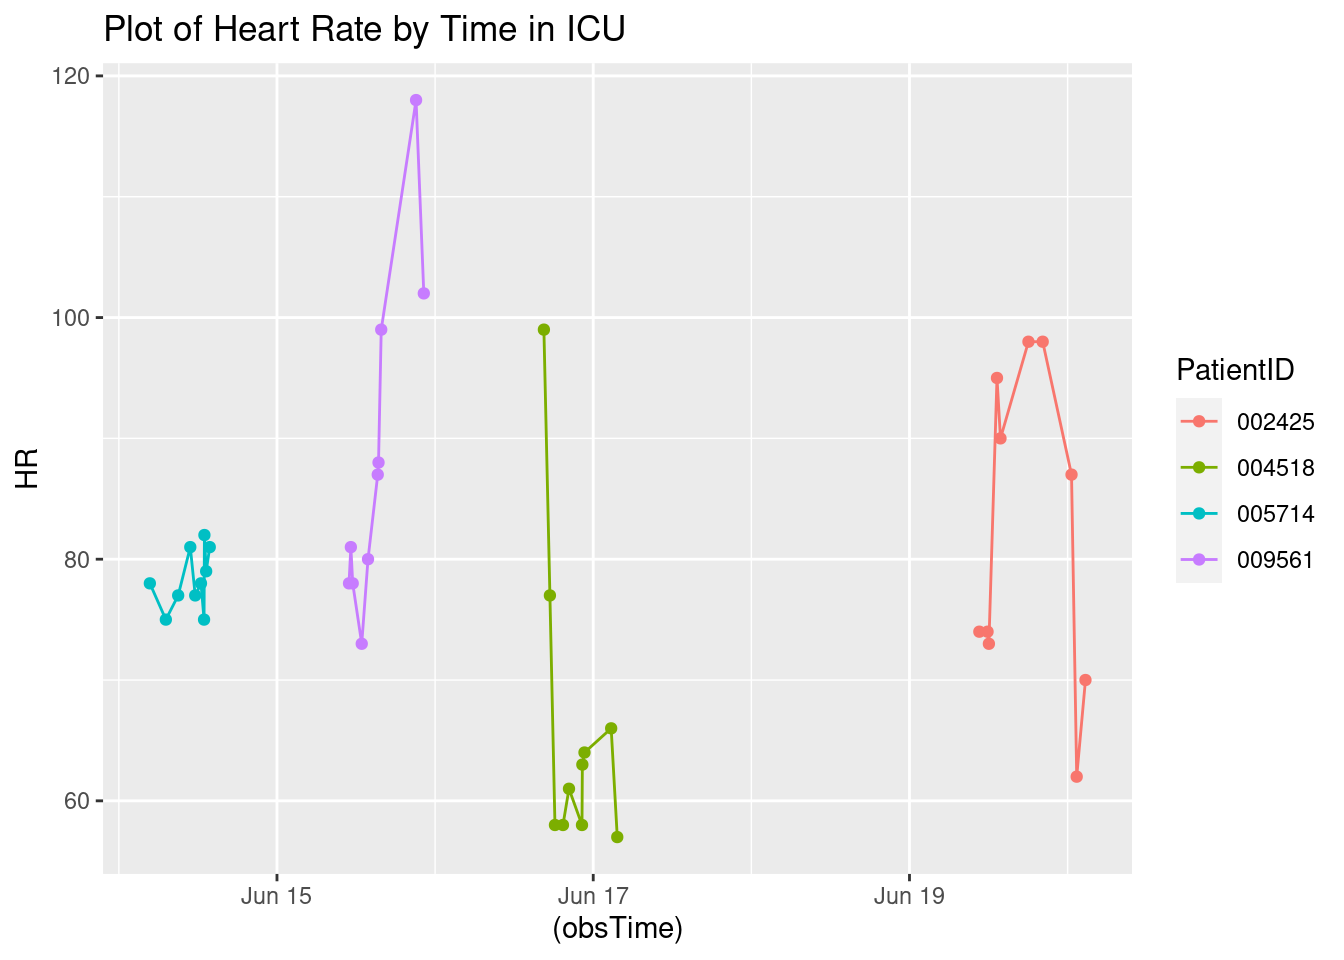 Plot of Heart Rate by Time in ICU
120
100
80
60
HR
Jun 15
Jun 17
Jun 19
(obsTime)
PatientID
002425
004518
005714
009561